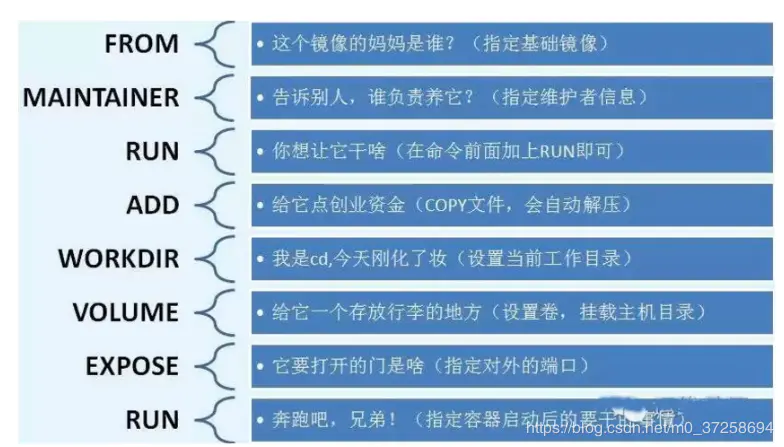 FROM
• 这个镜像的妈妈是谁？（指定基础镜像）
MAINTAINER
• 告诉别人，谁负责养它？（指定维护者信息）
RUN
• 你想让它干啥（在命令前面加上RUN即可）
ADD
• 给它点创业资金（COPY文件，会自动解压）
WORKDIR
• 我是cd,今天刚化了妆（设置当前工作目录）
VOLUME
• 给它一个存放行李的地方（设置卷，挂载主机目录）
EXPOSE
• 它要打开的门是啥（指定对外的端口）
RUN
• 奔跑吧，兄弟！（指定容器启动后的要干的事情）
https://blog.csdn.net/m0_37258694